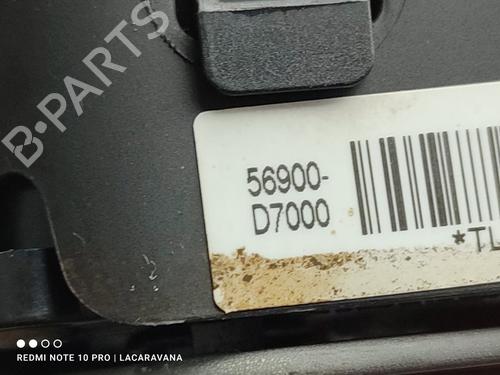 B-PARTS
56900-
D7000
*TL
REDMI NOTE 10 PRO | LACARAVANA